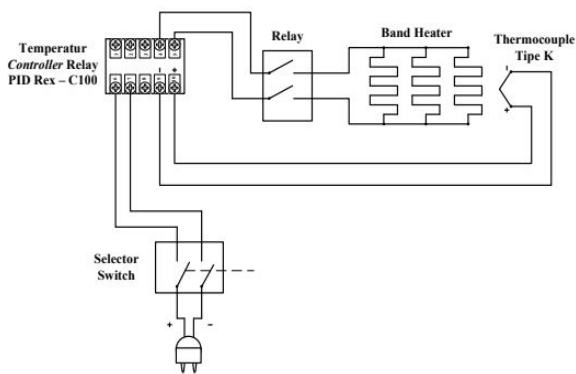 Temperatur
Controller Relay
PID Rex – C100
Relay
Band Heater
Thermocouple
Tipe K
– +
-
+
Selector
Switch
+ –